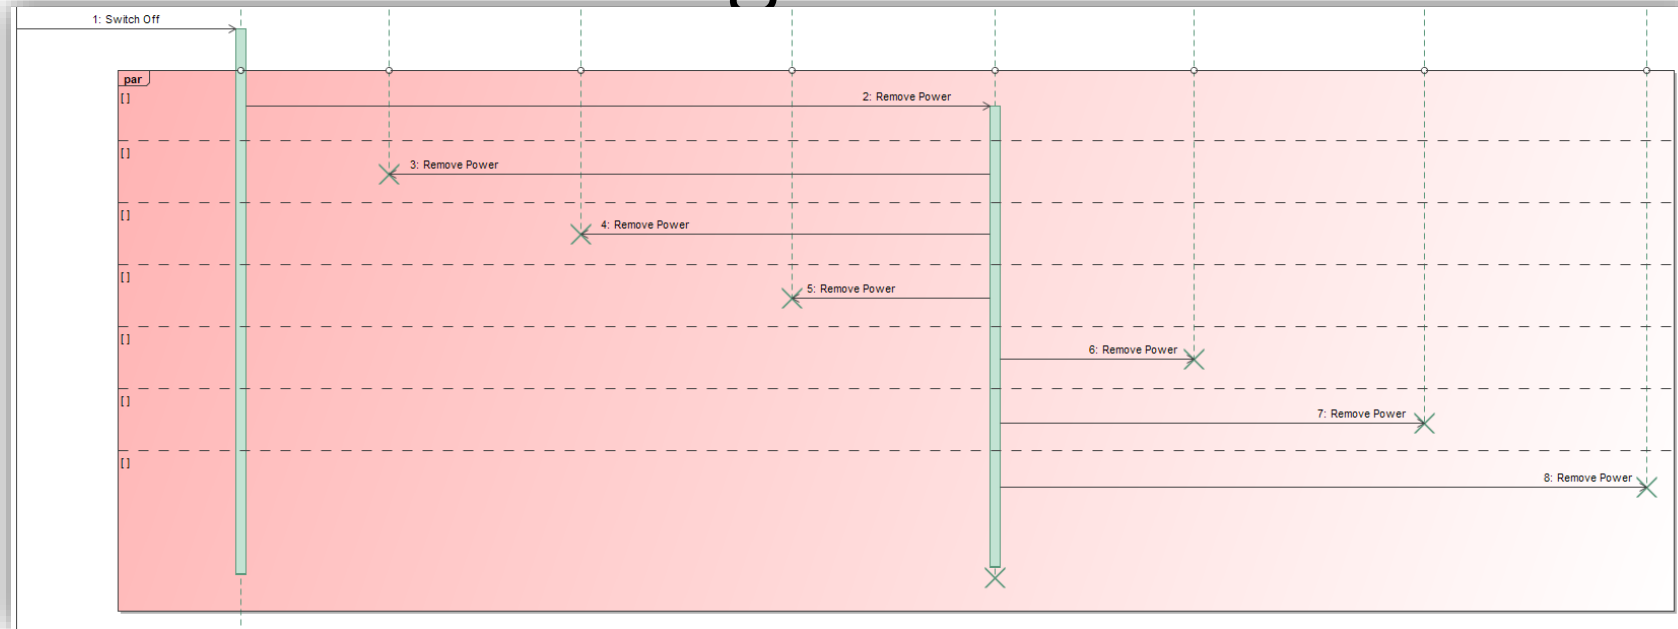 1: Switch Off
par
[ ]
2: Remove Power
[ ]
3: Remove Power
[ ]
4: Remove Power
[ ]
5: Remove Power
[ ]
6: Remove Power
[ ]
7: Remove Power
[ ]
8: Remove Power